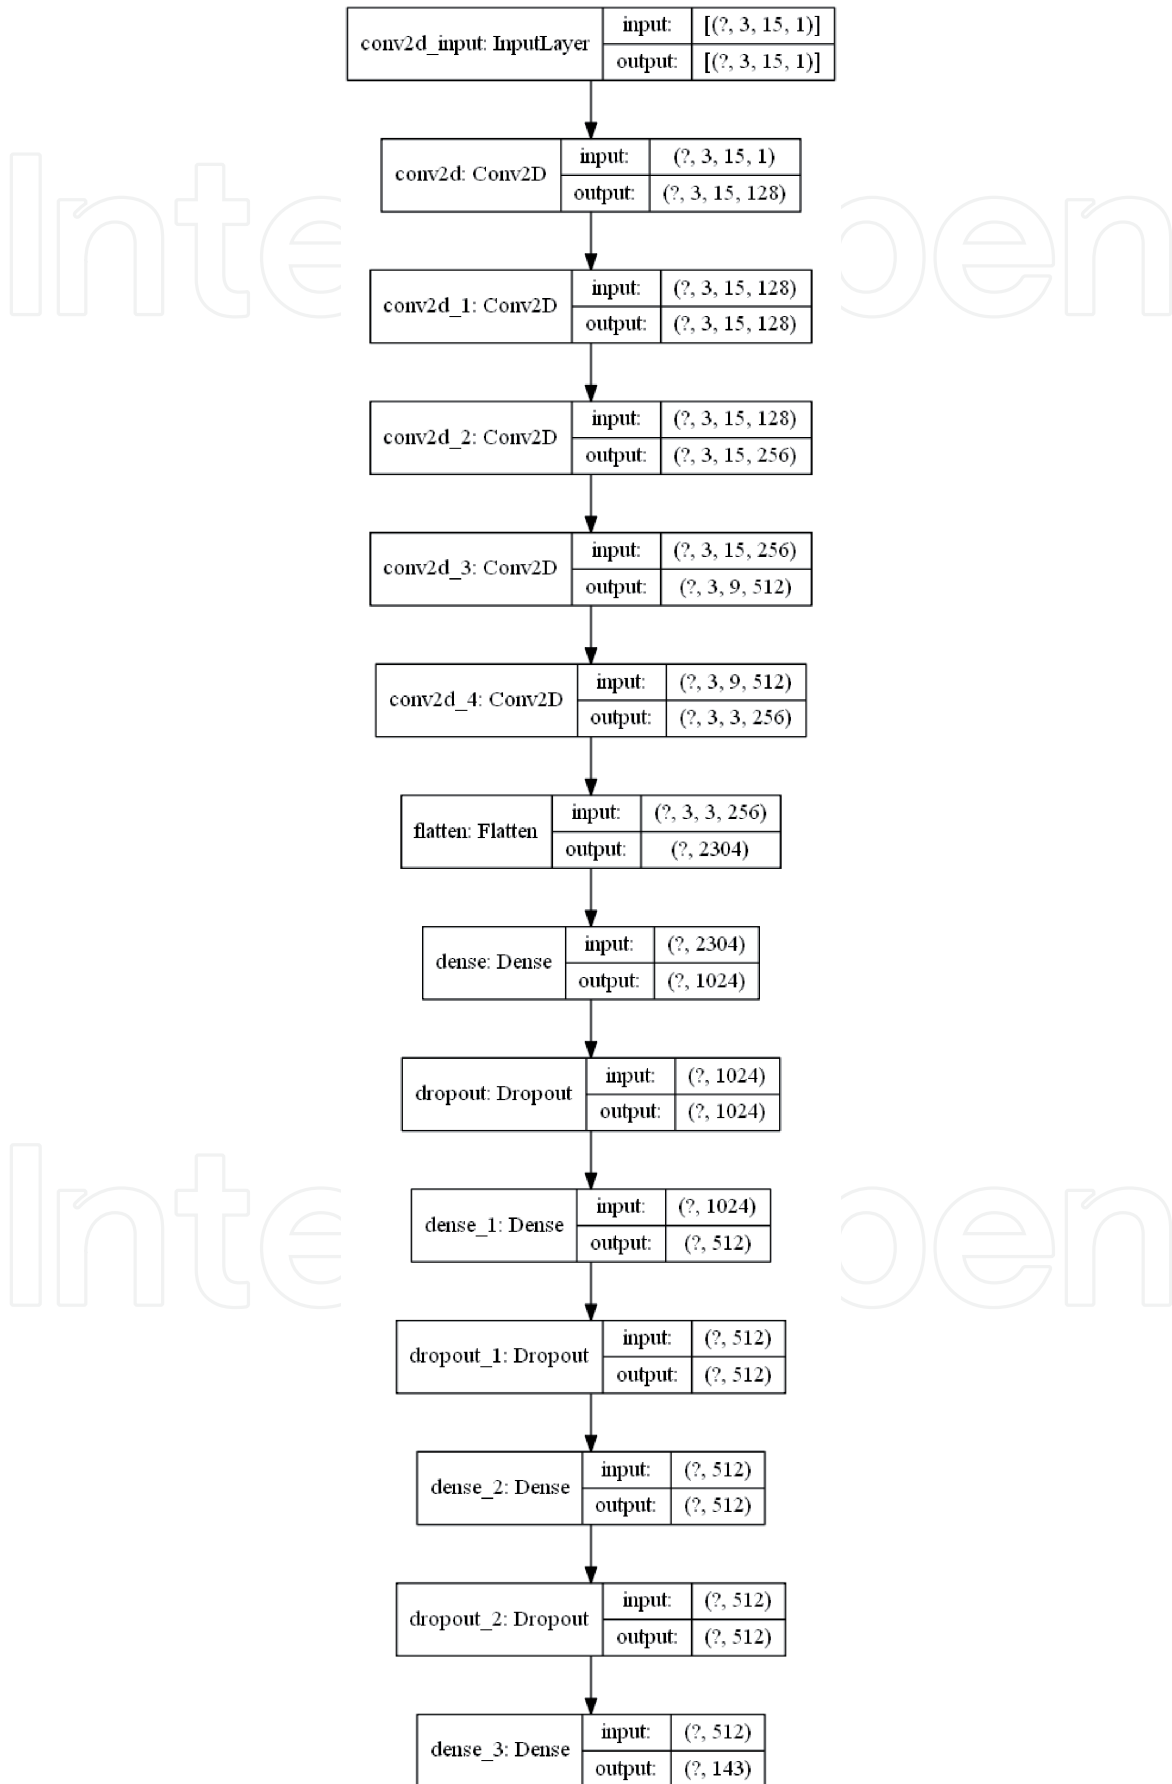 conv2d_input: InputLayer
input: [(?, 3, 15, 1)]
output: [(?, 3, 15, 1)]
conv2d: Conv2D
input: (?, 3, 15, 1)
output: (?, 3, 15, 128)
conv2d_1: Conv2D
input: (?, 3, 15, 128)
output: (?, 3, 15, 128)
conv2d_2: Conv2D
input: (?, 3, 15, 128)
output: (?, 3, 15, 256)
conv2d_3: Conv2D
input: (?, 3, 15, 256)
output: (?, 3, 9, 512)
conv2d_4: Conv2D
input: (?, 3, 9, 512)
output: (?, 3, 3, 256)
flatten: Flatten
input: (?, 3, 3, 256)
output: (?, 2304)
dense: Dense
input: (?, 2304)
output: (?, 1024)
dropout: Dropout
input: (?, 1024)
output: (?, 1024)
dense_1: Dense
input: (?, 1024)
output: (?, 512)
dropout_1: Dropout
input: (?, 512)
output: (?, 512)
dense_2: Dense
input: (?, 512)
output: (?, 512)
dropout_2: Dropout
input: (?, 512)
output: (?, 512)
dense_3: Dense
input: (?, 512)
output: (?, 143)